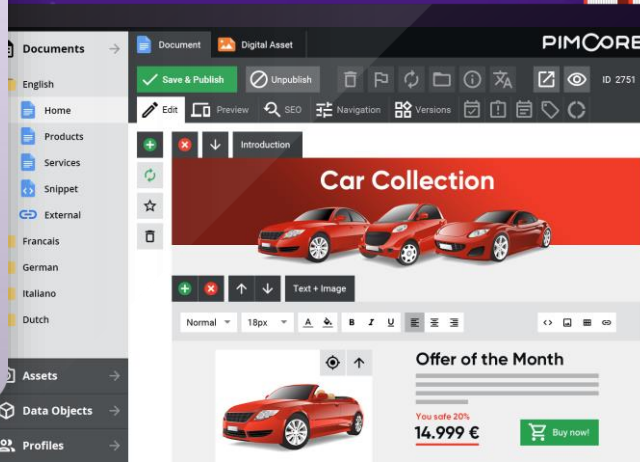 Documents
Document
Digital Asset
PIMCORE
English
Save & Publish
Unpublish
ID 2751
Home
Edit
Preview
SEO
Navigation
Versions
Products
Introduction
Services
Car Collection
Snippet
External
Francais
German
Text + Image
Italiano
Dutch
Normal
18px
A
B I U
Offer of the Month
Assets
You safe 20%
Data Objects
14.999 €
Buy now!
Profiles